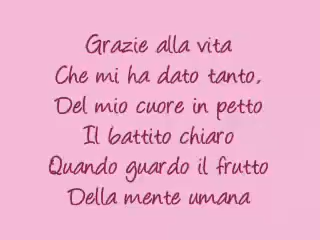 Grazie alla vita
Che mi ha dato tanto,
Del mio cuore in petto
Il battito chiaro
Quando guardo il frutto
Della mente umana